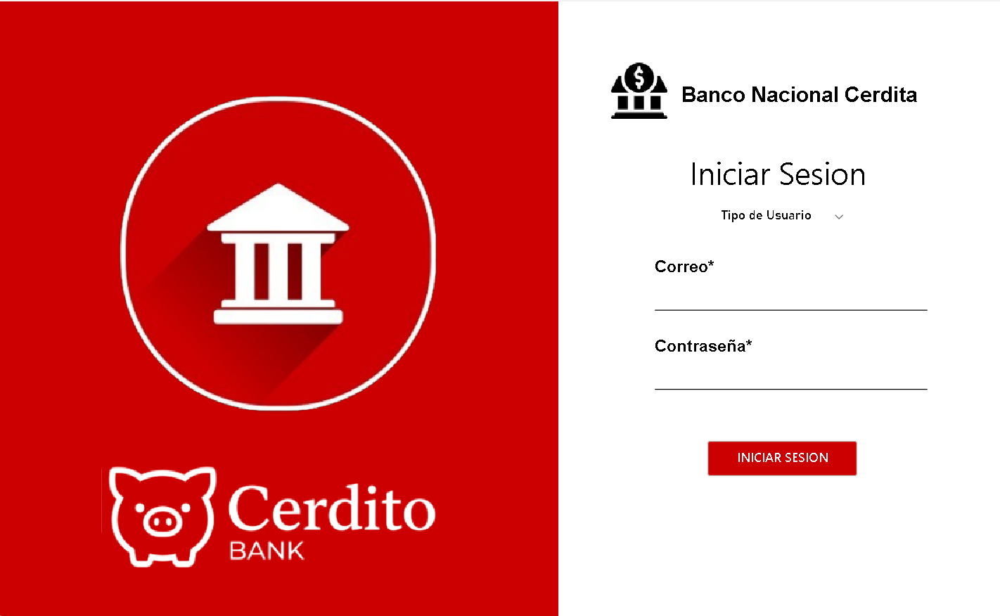 Cerdito
BANK
Banco Nacional Cerdita
Iniciar Sesion
Tipo de Usuario
Correo*
Contraseña*
INICIAR SESION